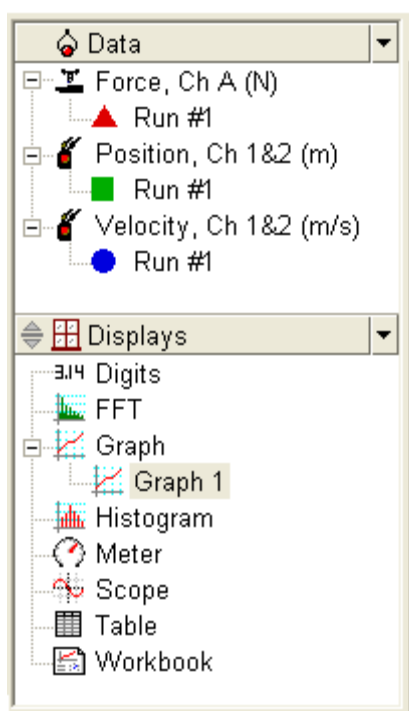 Data
Force, Ch A (N)
Run #1
Position, Ch 1&2 (m)
Run #1
Velocity, Ch 1&2 (m/s)
Run #1
Displays
3.14 Digits
FFT
Graph
Graph 1
Histogram
Meter
Scope
Table
Workbook